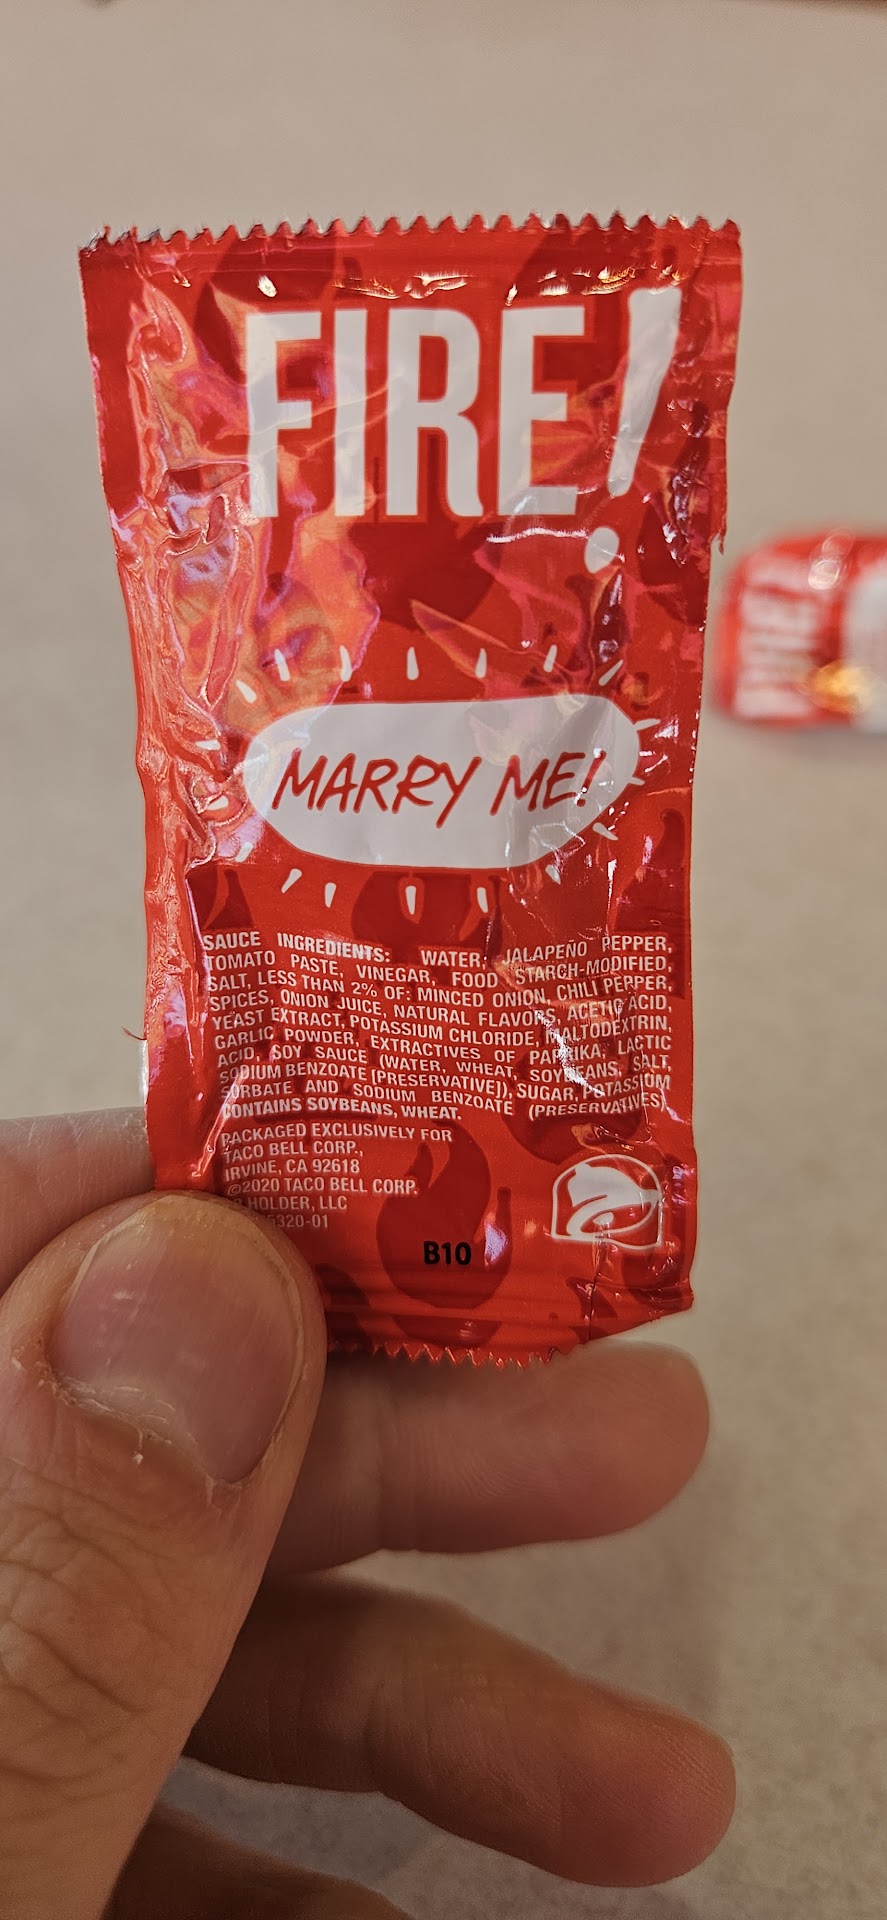 FIRE!
MARRY ME!
SAUCE INGREDIENTS: WATER, JALAPEÑO PEPPER,
TOMATO PASTE, VINEGAR, FOOD STARCH-MODIFIED,
SALT, LESS THAN 2% OF: MINCED ONION, CHILI PEPPER,
SPICES, ONION JUICE, NATURAL FLAVORS, ACETIC ACID,
YEAST EXTRACT, POTASSIUM CHLORIDE, MALTODEXTRIN,
GARLIC POWDER, EXTRACTIVES OF PAPRIKA, LACTIC
ACID, SOY SAUCE (WATER, WHEAT, SOYBEANS, SALT,
SODIUM BENZOATE [PRESERVATIVE]), SUGAR, POTASSIUM
SORBATE AND SODIUM BENZOATE (PRESERVATIVES).
CONTAINS SOYBEANS, WHEAT.
PACKAGED EXCLUSIVELY FOR
TACO BELL CORP.,
IRVINE, CA 92618
©2020 TACO BELL CORP.
HOLDER, LLC
5320-01
B10